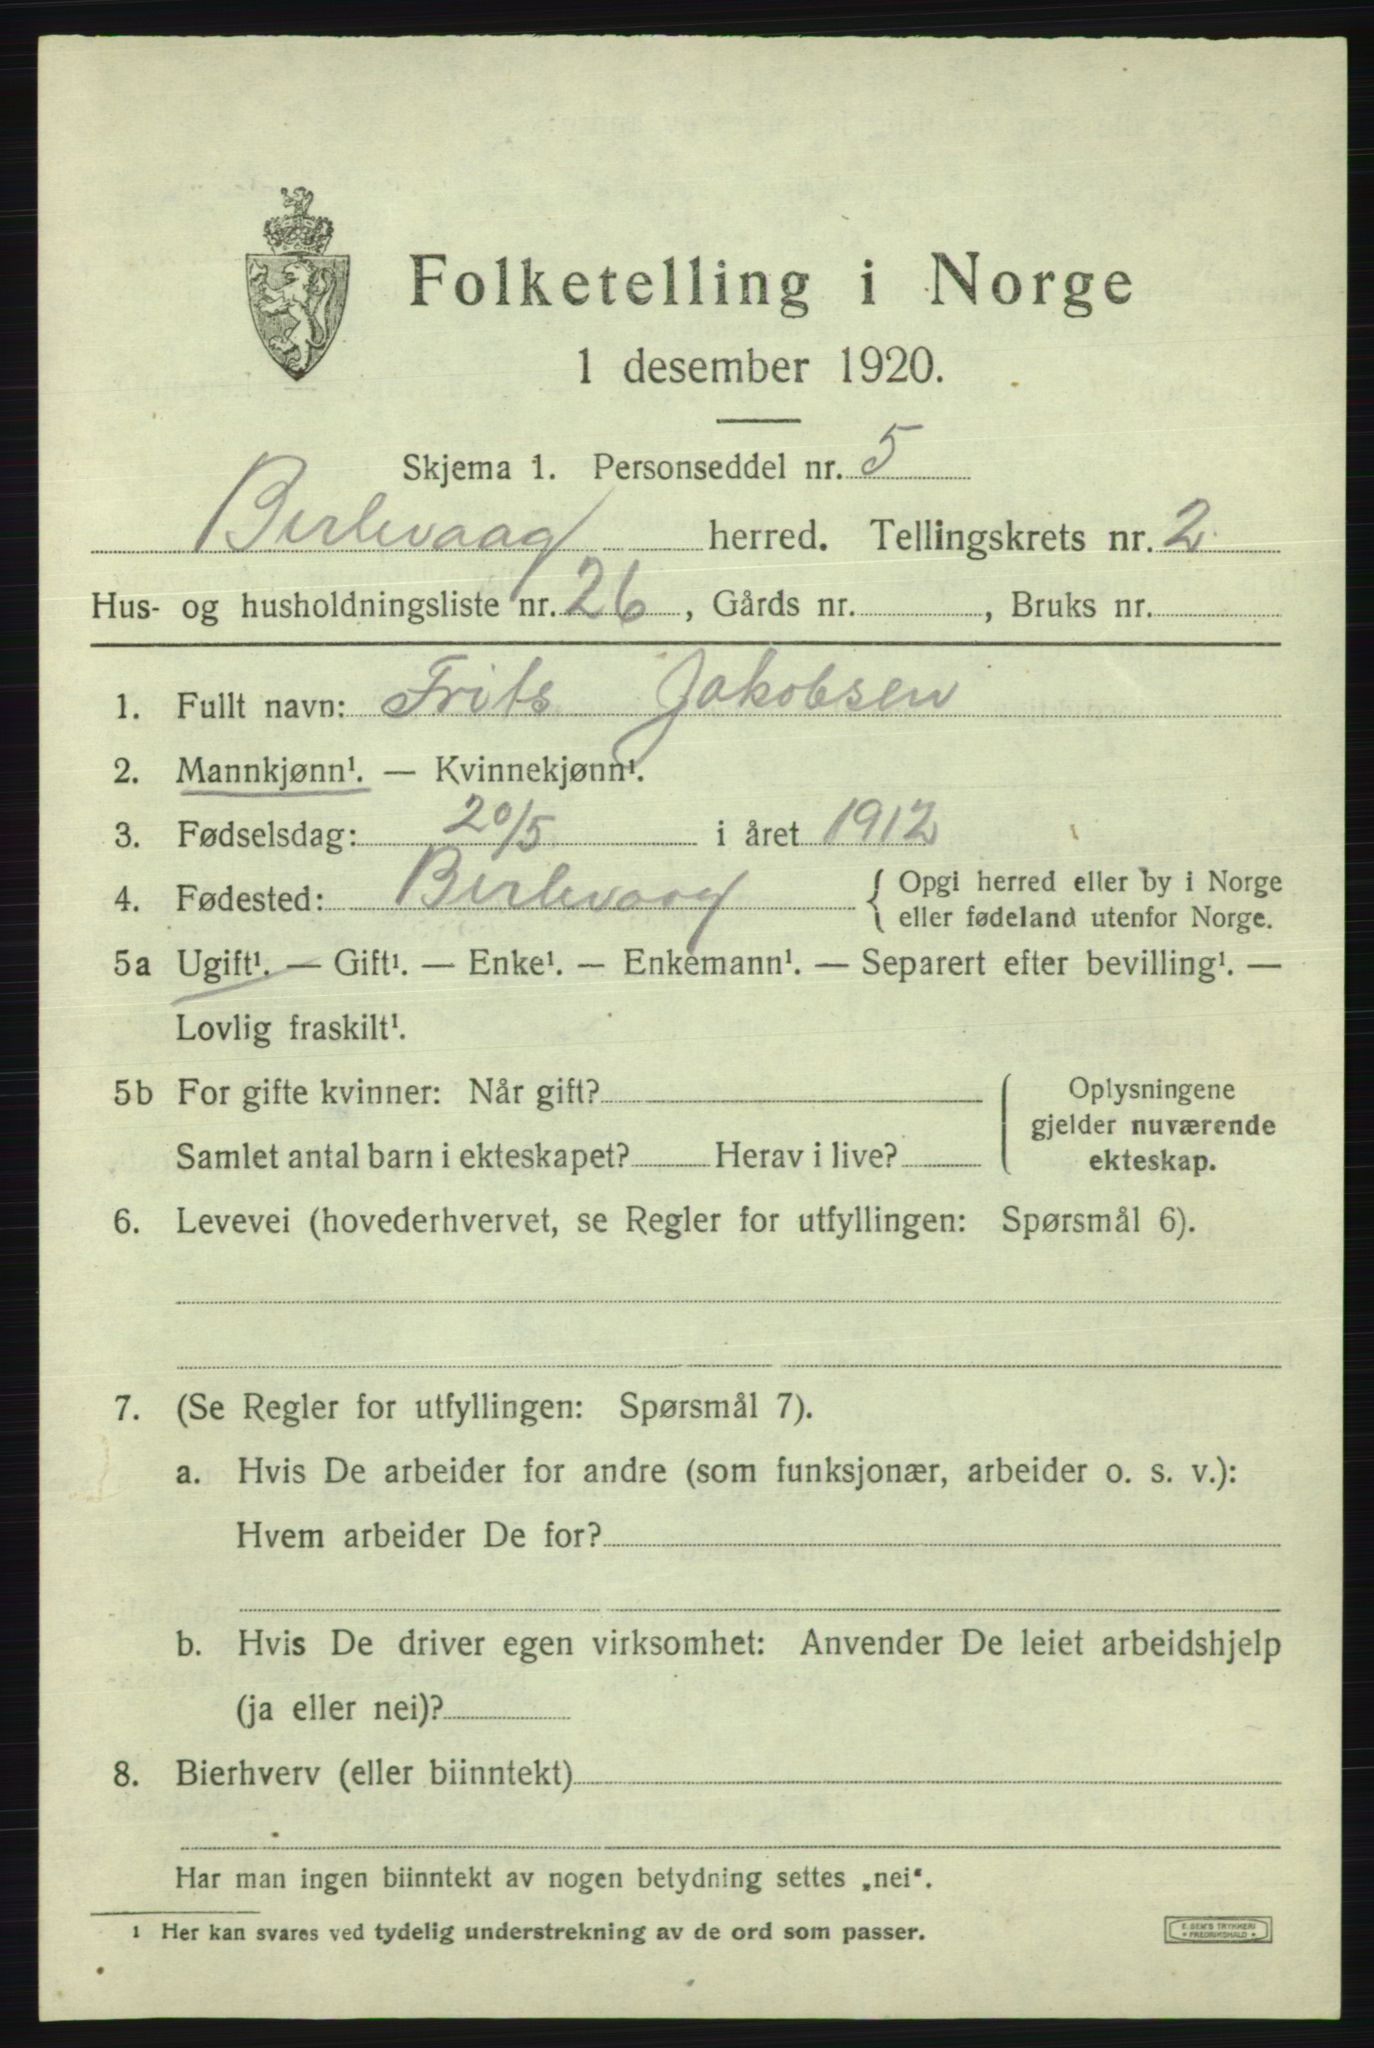 Folketelling i Norge
1 desember 1920.
Skjema 1. Personseddel nr. 5
Berlevaag herred. Tellingskrets nr. 2
Hus- og husholdningsliste nr. 26, Gårds nr. , Bruks nr.
1. Fullt navn: Frits Jakobsen
2. Mannkjønn¹. — Kvinnekjønn¹.
3. Fødselsdag: 20/5 i året 1912
4. Fødested: Berlevaag { Opgi herred eller by i Norge
eller fødeland utenfor Norge.
5a Ugift¹. — Gift¹. — Enke¹. — Enkemann¹. — Separert efter bevilling¹. —
Lovlig fraskilt¹.
5b For gifte kvinner: Når gift?
Samlet antal barn i ekteskapet? Herav i live?
Oplysningene
gjelder nuværende
ekteskap.
6. Levevei (hovederhvervet, se Regler for utfyllingen: Spørsmål 6).
7. (Se Regler for utfyllingen: Spørsmål 7).
a. Hvis De arbeider for andre (som funksjonær, arbeider o. s. v.):
Hvem arbeider De for?
b. Hvis De driver egen virksomhet: Anvender De leiet arbeidshjelp
(ja eller nei)?
8. Bierhverv (eller biinntekt)
Har man ingen biinntekt av nogen betydning settes „nei“.
1 Her kan svares ved tydelig understrekning av de ord som passer.
E. SEM'S TRYKKERI
FREDRIKSHALD